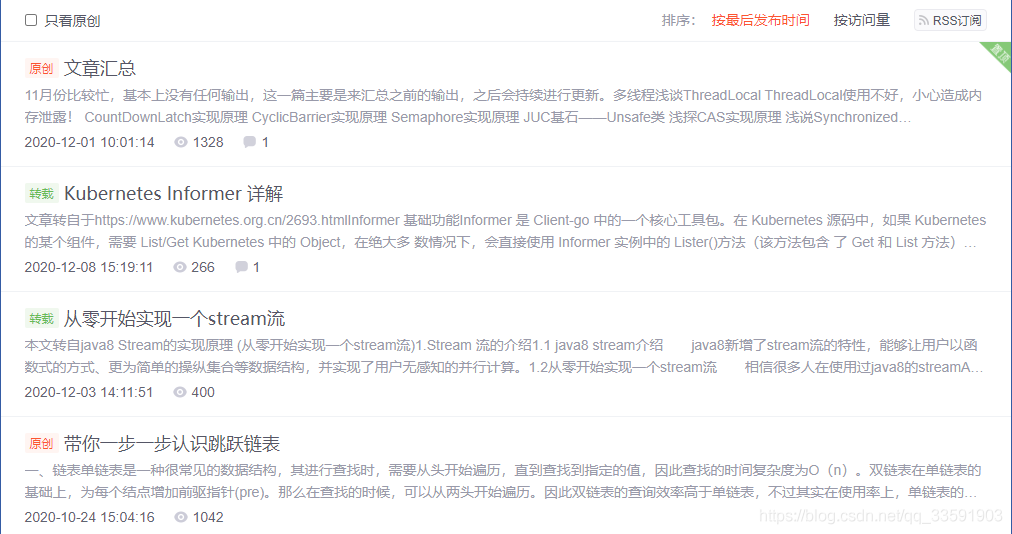 只看原创 排序： 按最后发布时间 按访问量 RSS订阅
置顶
原创 文章汇总
11月份比较忙，基本上没有任何输出，这一篇主要是来汇总之前的输出，之后会持续进行更新。多线程浅谈ThreadLocal ThreadLocal使用不好，小心造成内
存泄露！ CountDownLatch实现原理 CyclicBarrier实现原理 Semaphore实现原理 JUC基石——Unsafe类 浅探CAS实现原理 浅说Synchronized...
2020-12-01 10:01:14 1328 1
转载 Kubernetes Informer 详解
文章转自于https://www.kubernetes.org.cn/2693.htmlInformer 基础功能Informer 是 Client-go 中的一个核心工具包。在 Kubernetes 源码中，如果 Kubernetes
的某个组件，需要 List/Get Kubernetes 中的 Object，在绝大多 数情况下，会直接使用 Informer 实例中的 Lister()方法（该方法包含 了 Get 和 List 方法）...
2020-12-08 15:19:11 266 1
转载 从零开始实现一个stream流
本文转自java8 Stream的实现原理 (从零开始实现一个stream流)1.Stream 流的介绍1.1 java8 stream介绍 java8新增了stream流的特性，能够让用户以函
数式的方式、更为简单的操纵集合等数据结构，并实现了用户无感知的并行计算。1.2从零开始实现一个stream流 相信很多人在使用过java8的streamA...
2020-12-03 14:11:51 400
原创 带你一步一步认识跳跃链表
一、链表单链表是一种很常见的数据结构，其进行查找时，需要从头开始遍历，直到查找到指定的值，因此查找的时间复杂度为O（n）。双链表在单链表的
基础上，为每个结点增加前驱指针(pre)。那么在查找的时候，可以从两头开始遍历。因此双链表的查询效率高于单链表，不过其实在使用率上，单链表的...
2020-10-24 15:04:16 1042
https://blog.csdn.net/qq_33591903